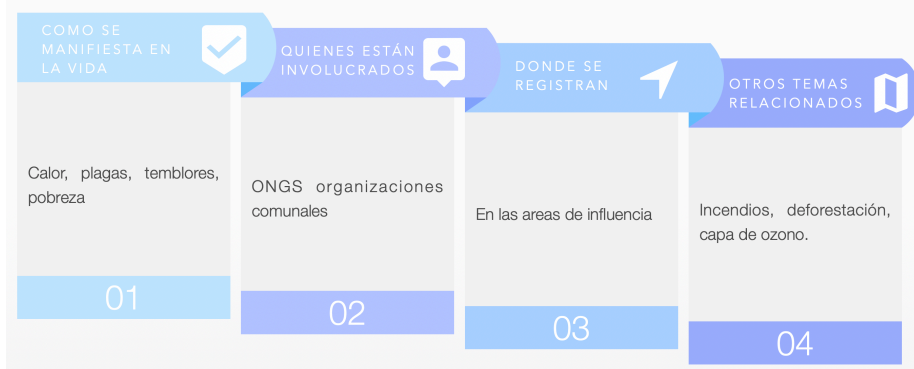 COMO SE
MANIFIESTA EN
LA VIDA
Calor, plagas, temblores,
pobreza
01
QUIENES ESTÁN
INVOLUCRADOS
ONGS organizaciones
comunales
02
DONDE SE
REGISTRAN
En las areas de influencia
03
OTROS TEMAS
RELACIONADOS
Incendios, deforestación,
capa de ozono.
04